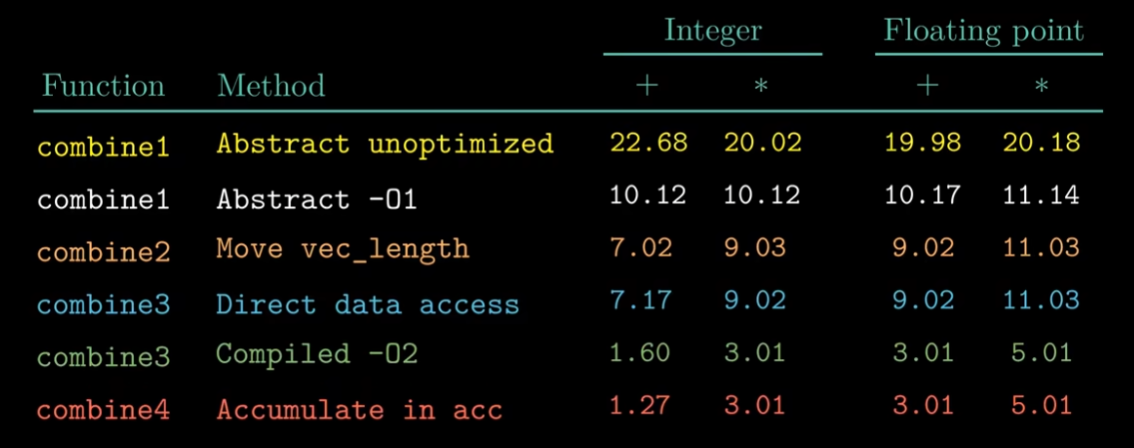 Integer Floating point
Function Method + * + *
combine1 Abstract unoptimized 22.68 20.02 19.98 20.18
combine1 Abstract -O1 10.12 10.12 10.17 11.14
combine2 Move vec_length 7.02 9.03 9.02 11.03
combine3 Direct data access 7.17 9.02 9.02 11.03
combine3 Compiled -O2 1.60 3.01 3.01 5.01
combine4 Accumulate in acc 1.27 3.01 3.01 5.01